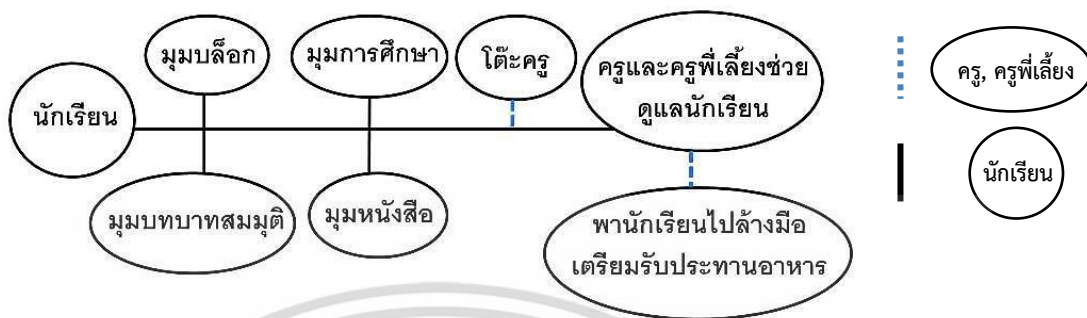 มุมบล็อก
มุมการศึกษา
โต๊ะครู
ครูและครูพี่เลี้ยงช่วย
ดูแลนักเรียน
ครู, ครูพี่เลี้ยง
นักเรียน
นักเรียน
มุมบทบาทสมมุติ
มุมหนังสือ
พานักเรียนไปล้างมือ
เตรียมรับประทานอาหาร